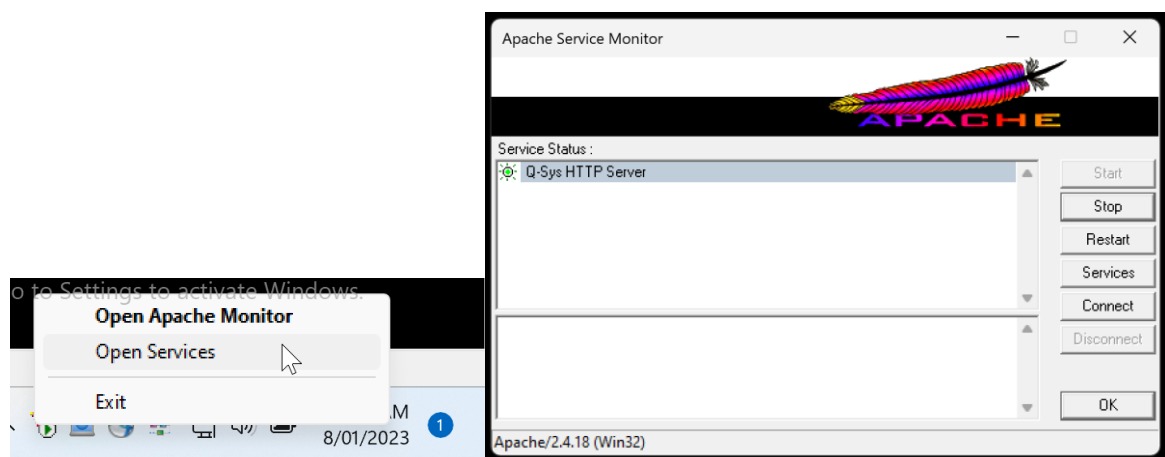 o to Settings to activate Windows.
Open Apache Monitor
Open Services
Exit
AM
8/01/2023
1
Apache Service Monitor
APACHE
Service Status :
Q-Sys HTTP Server
Start
Stop
Restart
Services
Connect
Disconnect
OK
Apache/2.4.18 (Win32)